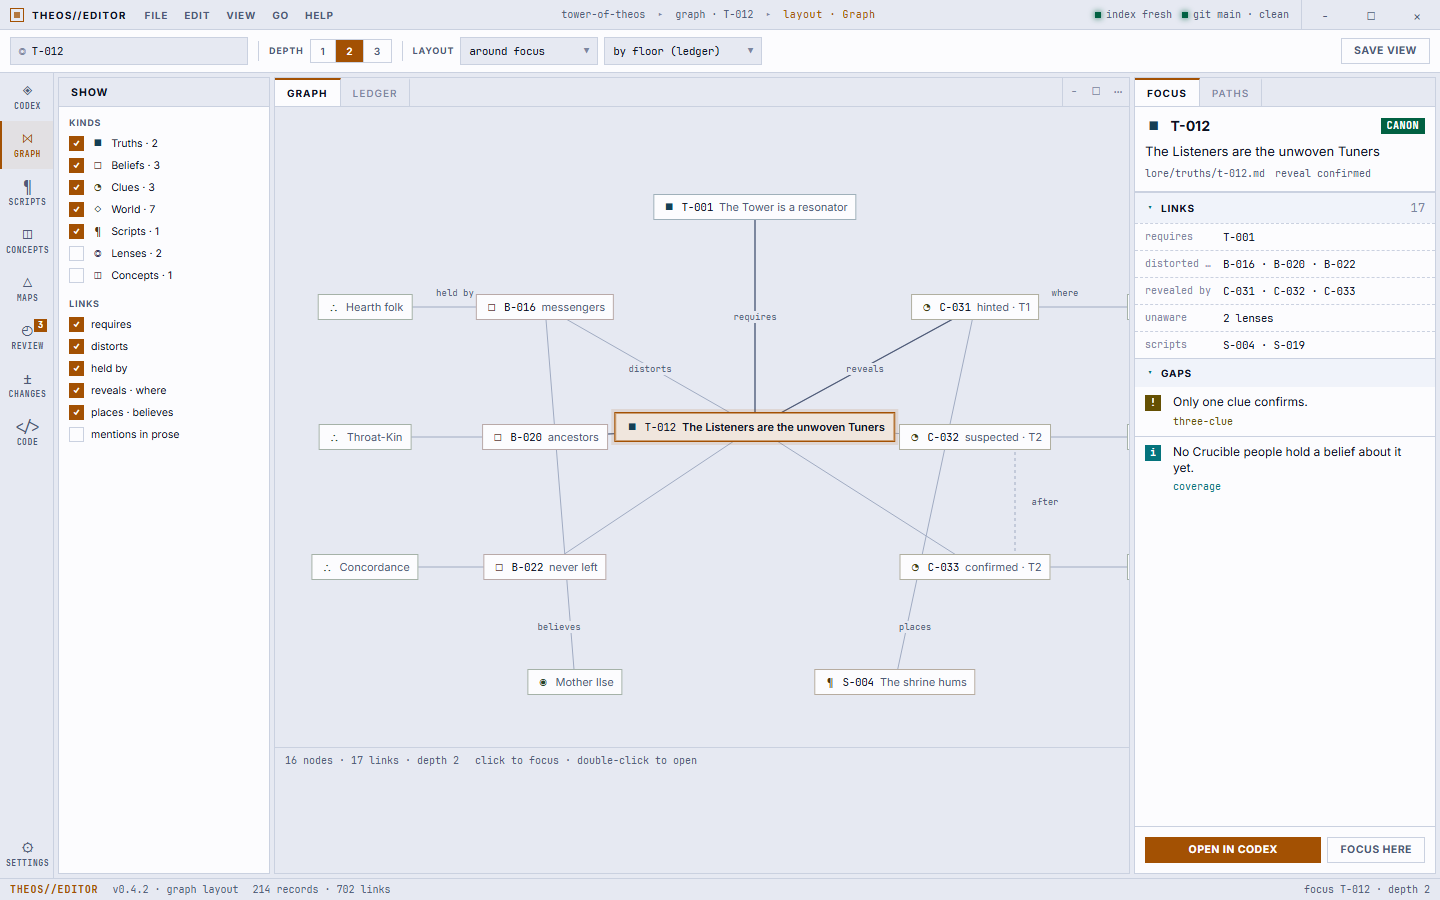 THEOS//EDITOR FILE EDIT VIEW GO HELP
tower-of-theos ▸ graph · T-012 ▸ layout · Graph
index fresh git main · clean
T-012
DEPTH 1 2 3
LAYOUT around focus by floor (ledger)
SAVE VIEW
CODEX
GRAPH
SCRIPTS
CONCEPTS
MAPS
3
REVIEW
CHANGES
CODE
SETTINGS
SHOW
KINDS
Truths · 2
Beliefs · 3
Clues · 3
World · 7
Scripts · 1
Lenses · 2
Concepts · 1
LINKS
requires
distorts
held by
reveals · where
places · believes
mentions in prose
GRAPH LEDGER
T-001 The Tower is a resonator
Hearth folk
held by
B-016 messengers
C-031 hinted · T1
where
requires
distorts
reveals
T-012 The Listeners are the unwoven Tuners
Throat-Kin
B-020 ancestors
C-032 suspected · T2
after
Concordance
B-022 never left
C-033 confirmed · T2
believes
places
Mother Ilse
S-004 The shrine hums
16 nodes · 17 links · depth 2 click to focus · double-click to open
FOCUS PATHS
T-012 CANON
The Listeners are the unwoven Tuners
lore/truths/t-012.md reveal confirmed
LINKS 17
requires T-001
distorted … B-016 · B-020 · B-022
revealed by C-031 · C-032 · C-033
unaware 2 lenses
scripts S-004 · S-019
GAPS
! Only one clue confirms.
three-clue
i No Crucible people hold a belief about it
yet.
coverage
OPEN IN CODEX FOCUS HERE
THEOS//EDITOR v0.4.2 · graph layout 214 records · 702 links
focus T-012 · depth 2